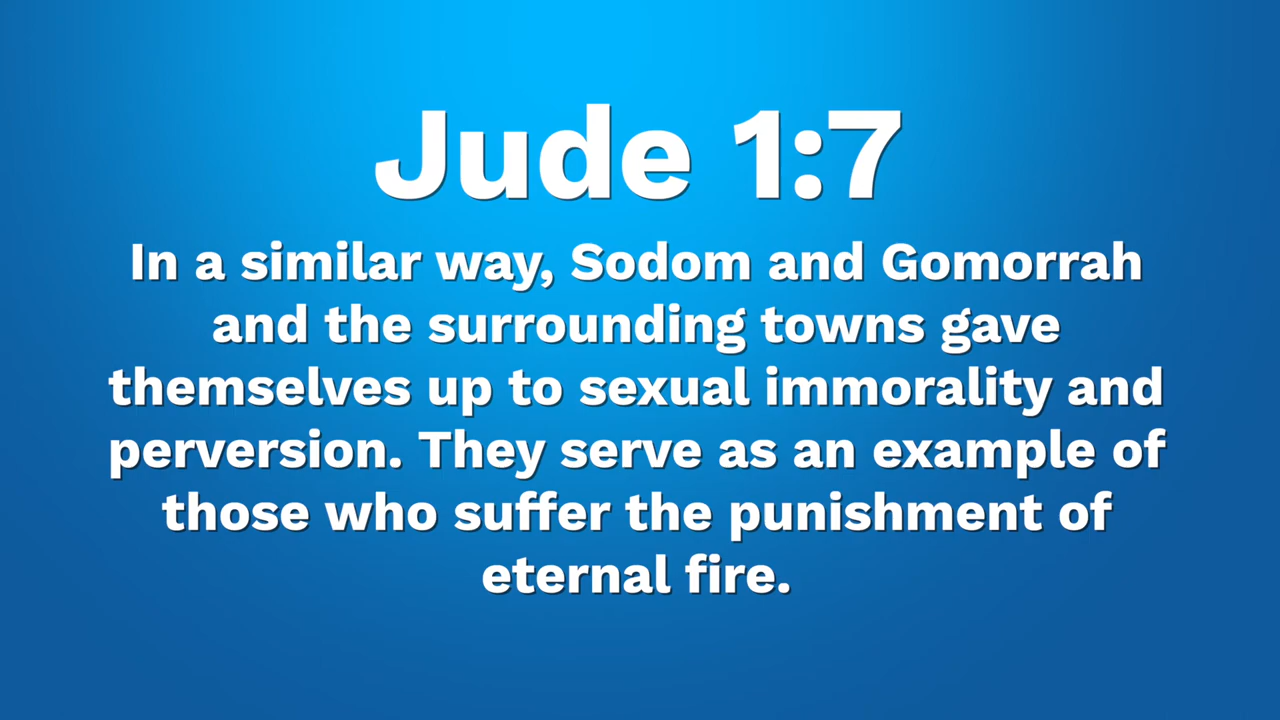 Jude 1:7
In a similar way, Sodom and Gomorrah
and the surrounding towns gave
themselves up to sexual immorality and
perversion. They serve as an example of
those who suffer the punishment of
eternal fire.